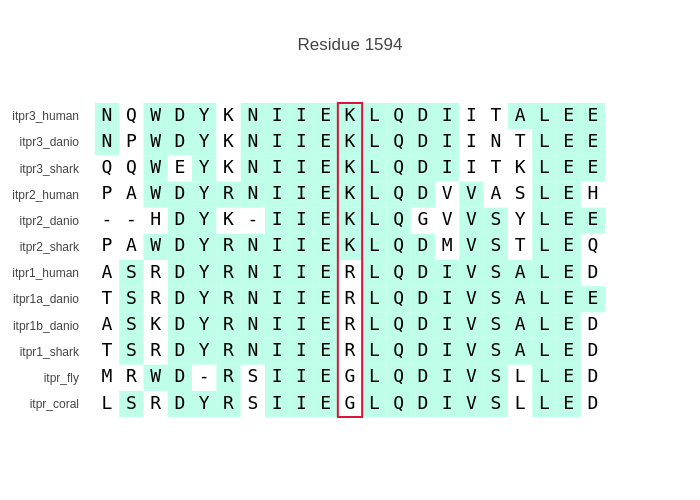 Residue 1594
itpr3_human N Q W D Y K N I I E K L Q D I I T A L E E
itpr3_danio N P W D Y K N I I E K L Q D I I N T L E E
itpr3_shark Q Q W E Y K N I I E K L Q D I I T K L E E
itpr2_human P A W D Y R N I I E K L Q D V V A S L E H
itpr2_danio - - H D Y K - I I E K L Q G V V S Y L E E
itpr2_shark P A W D Y R N I I E K L Q D M V S T L E Q
itpr1_human A S R D Y R N I I E R L Q D I V S A L E D
itpr1a_danio T S R D Y R N I I E R L Q D I V S A L E E
itpr1b_danio A S K D Y R N I I E R L Q D I V S A L E D
itpr1_shark T S R D Y R N I I E R L Q D I V S A L E D
itpr_fly M R W D - R S I I E G L Q D I V S L L E D
itpr_coral L S R D Y R S I I E G L Q D I V S L L E D